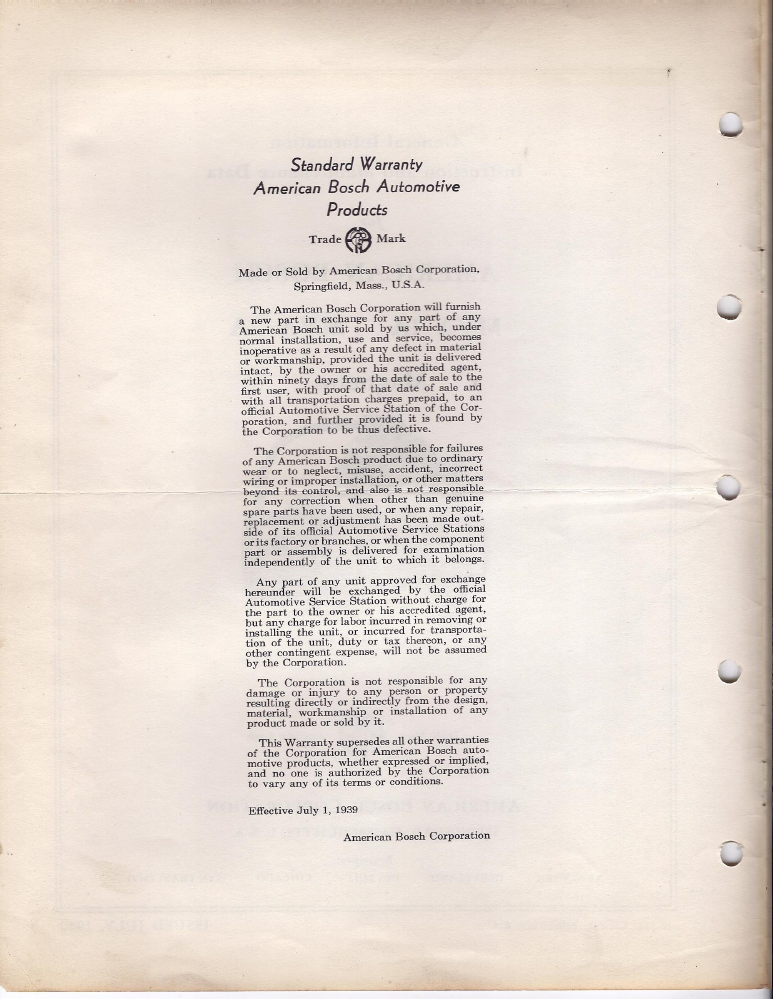 Standard Warranty
American Bosch Automotive
Products
Trade Mark
Made or Sold by American Bosch Corporation,
Springfield, Mass., U.S.A.
The American Bosch Corporation will furnish
a new part in exchange for any part of any
American Bosch unit sold by us which, under
normal installation, use and service, becomes
inoperative as a result of any defect in material
or workmanship, provided the unit is delivered
intact, by the owner or his accredited agent,
within ninety days from the date of sale to the
first user, with proof of that date of sale and
with all transportation charges prepaid, to an
official Automotive Service Station of the Cor-
poration, and further provided it is found by
the Corporation to be thus defective.
The Corporation is not responsible for failures
of any American Bosch product due to ordinary
wear or to neglect, misuse, accident, incorrect
wiring or improper installation, or other matters
beyond its control, and also is not responsible
for any correction when other than genuine
spare parts have been used, or when any repair,
replacement or adjustment has been made out-
side of its official Automotive Service Stations
or its factory or branches, or when the component
part or assembly is delivered for examination
independently of the unit to which it belongs.
Any part of any unit approved for exchange
hereunder will be exchanged by the official
Automotive Service Station without charge for
the part to the owner or his accredited agent,
but any charge for labor incurred in removing or
installing the unit, or incurred for transporta-
tion of the unit, duty or tax thereon, or any
other contingent expense, will not be assumed
by the Corporation.
The Corporation is not responsible for any
damage or injury to any person or property
resulting directly or indirectly from the design,
material, workmanship or installation of any
product made or sold by it.
This Warranty supersedes all other warranties
of the Corporation for American Bosch auto-
motive products, whether expressed or implied,
and no one is authorized by the Corporation
to vary any of its terms or conditions.
Effective July 1, 1939
American Bosch Corporation